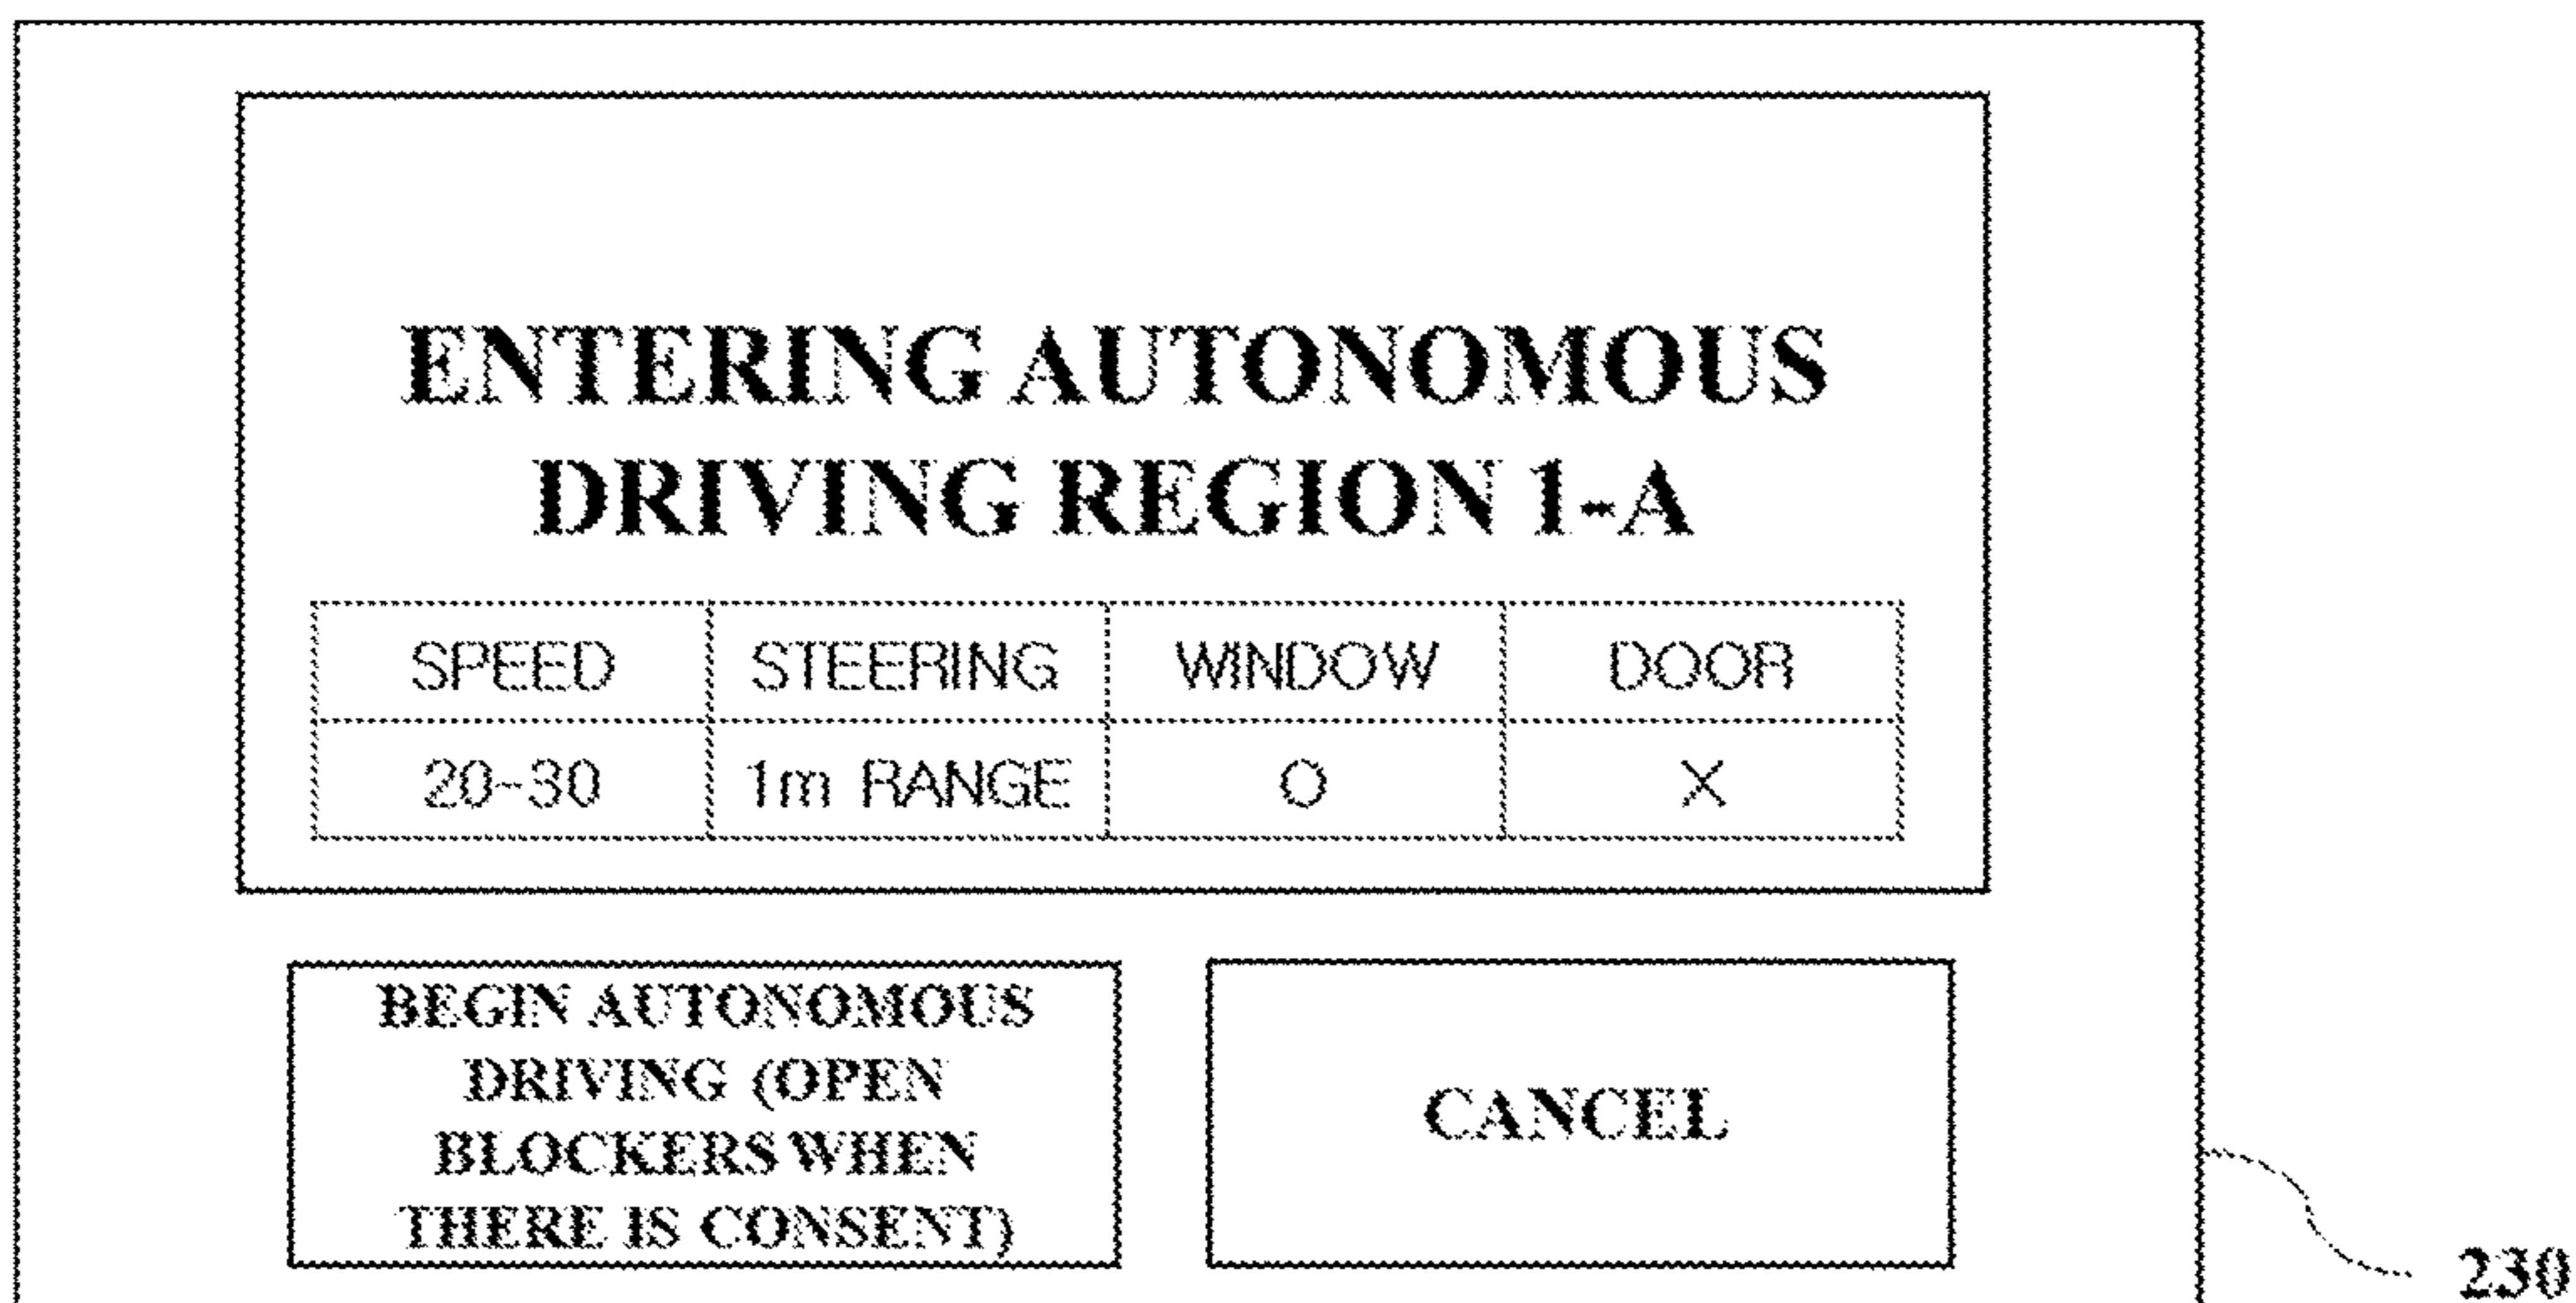 ENTERING AUTONOMOUS
DRIVING REGION 1-A
SPEED STEERING WINDOW DOOR
20~30 1m RANGE O X
BEGIN AUTONOMOUS
DRIVING (OPEN
BLOCKERS WHEN
THERE IS CONSENT)
CANCEL
230